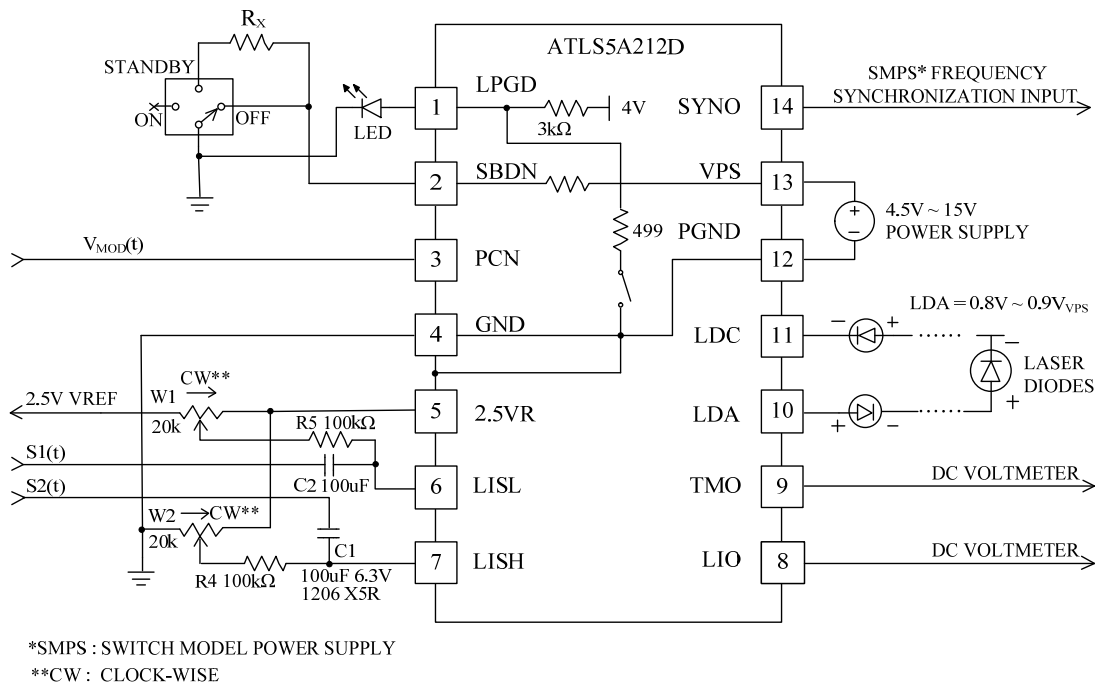 R_X
ATLS5A212D
STANDBY
ON
OFF
LED
LPGD
4V
3kΩ
SYNO
SMPS* FREQUENCY
SYNCHRONIZATION INPUT
1
14
2
SBDN
VPS
13
4.5V ~ 15V
POWER SUPPLY
+
−
V_MOD(t)
3
PCN
499
PGND
12
LDA = 0.8V ~ 0.9V_VPS
4
GND
LDC
11
− +
−
LASER
DIODES
+
CW**
2.5V VREF
W1
20k
5
2.5VR
LDA
10
+ −
R5 100kΩ
S1(t)
C2 100uF
6
LISL
TMO
9
DC VOLTMETER
S2(t)
W2
CW**
20k
C1
R4 100kΩ
100uF 6.3V
1206 X5R
7
LISH
LIO
8
DC VOLTMETER
*SMPS : SWITCH MODEL POWER SUPPLY
**CW : CLOCK-WISE